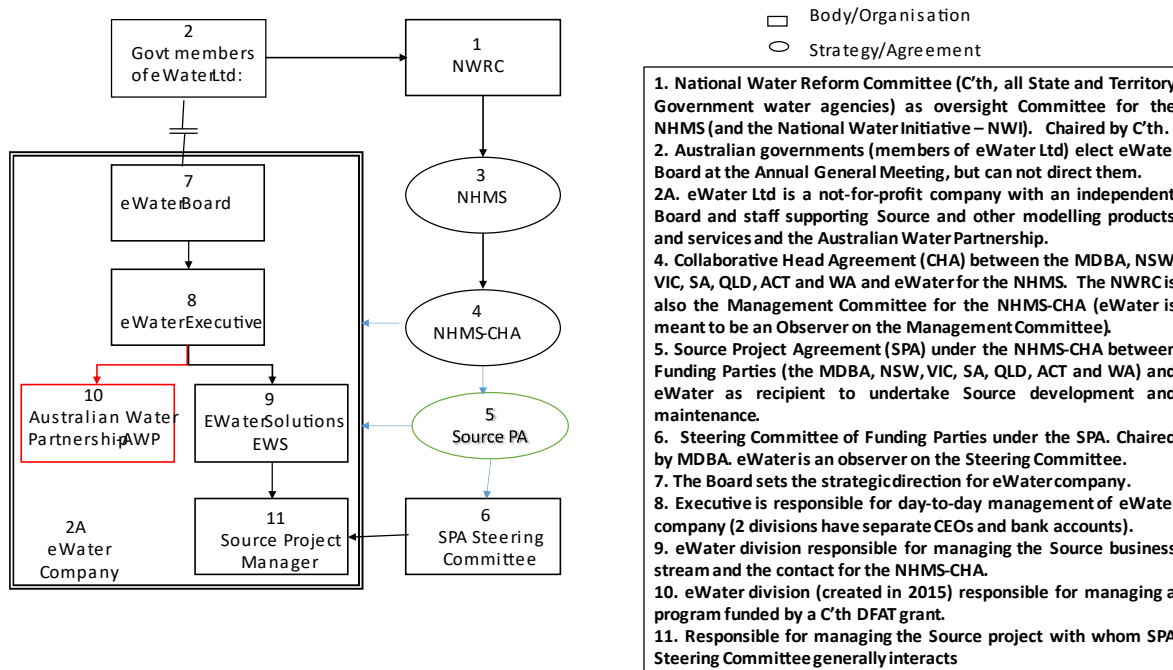 2
Govt members
of eWaterLtd:
1
NWRC
7
eWaterBoard
3
NHMS
8
eWaterExecutive
4
NHMS-CHA
10
Australian Water
Partnership-AWP
9
EWaterSolutions
EWS
5
Source PA
2A
eWater
Company
11
Source Project
Manager
6
SPA Steering
Committee
Body/Organisation
Strategy/Agreement
1. National Water Reform Committee (C'th, all State and Territory
Government water agencies) as oversight Committee for the
NHMS (and the National Water Initiative – NWI). Chaired by C'th.
2. Australian governments (members of eWater Ltd) elect eWater
Board at the Annual General Meeting, but can not direct them.
2A. eWater Ltd is a not-for-profit company with an independent
Board and staff supporting Source and other modelling products
and services and the Australian Water Partnership.
4. Collaborative Head Agreement (CHA) between the MDBA, NSW
VIC, SA, QLD, ACT and WA and eWater for the NHMS. The NWRC is
also the Management Committee for the NHMS-CHA (eWater is
meant to be an Observer on the Management Committee).
5. Source Project Agreement (SPA) under the NHMS-CHA between
Funding Parties (the MDBA, NSW, VIC, SA, QLD, ACT and WA) and
eWater as recipient to undertake Source development and
maintenance.
6. Steering Committee of Funding Parties under the SPA. Chaired
by MDBA. eWater is an observer on the Steering Committee.
7. The Board sets the strategic direction for eWater company.
8. Executive is responsible for day-to-day management of eWater
company (2 divisions have separate CEOs and bank accounts).
9. eWater division responsible for managing the Source business
stream and the contact for the NHMS-CHA.
10. eWater division (created in 2015) responsible for managing a
program funded by a C'th DFAT grant.
11. Responsible for managing the Source project with whom SPA
Steering Committee generally interacts